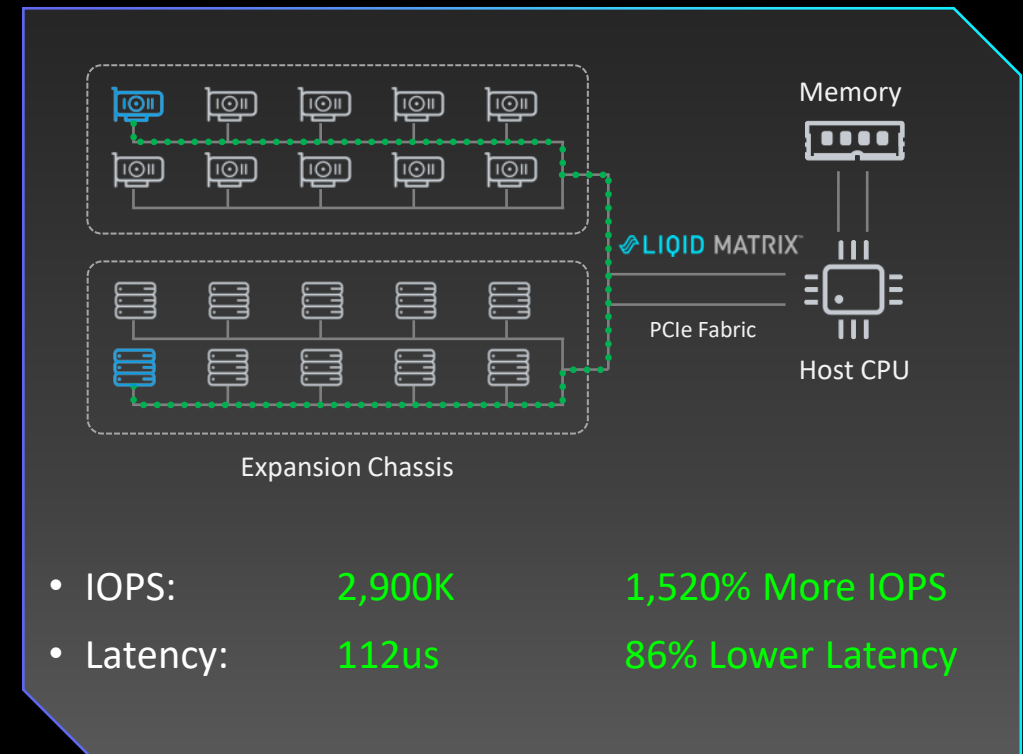 Memory
LIQID MATRIX™
PCIe Fabric
Host CPU
Expansion Chassis
• IOPS: 2,900K 1,520% More IOPS
• Latency: 112us 86% Lower Latency